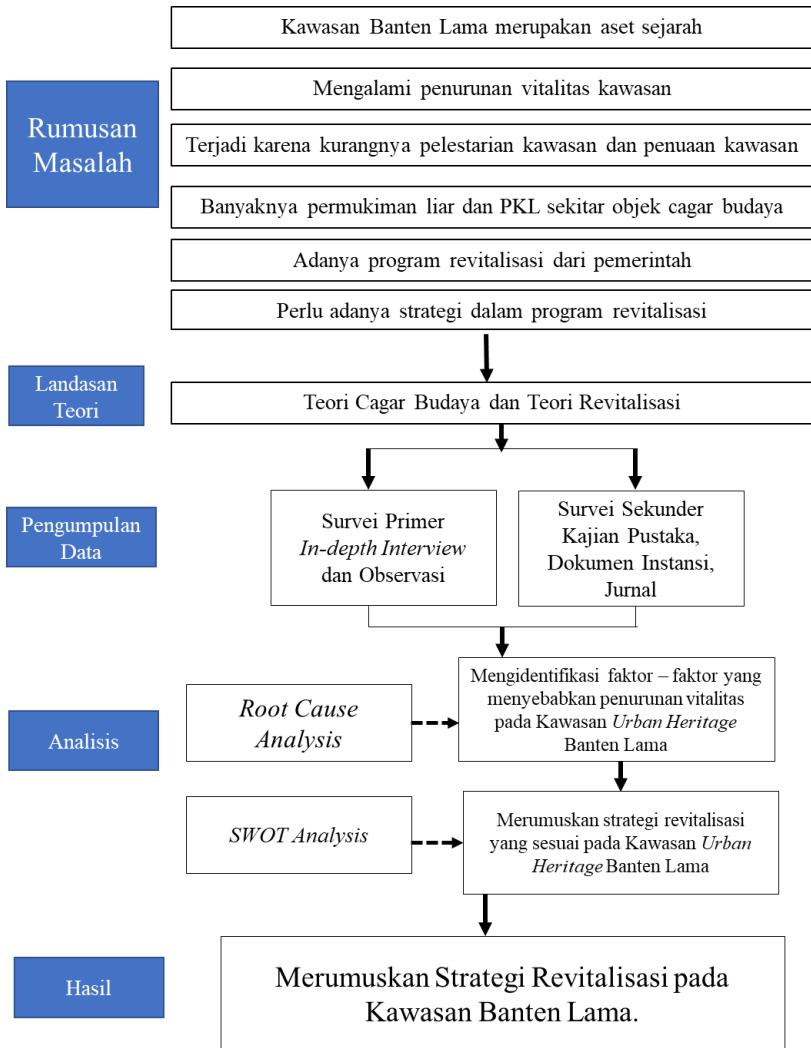 Kawasan Banten Lama merupakan aset sejarah
Rumusan
Masalah
Mengalami penurunan vitalitas kawasan
Terjadi karena kurangnya pelestarian kawasan dan penuaan kawasan
Banyaknya permukiman liar dan PKL sekitar objek cagar budaya
Adanya program revitalisasi dari pemerintah
Perlu adanya strategi dalam program revitalisasi
Landasan
Teori
Teori Cagar Budaya dan Teori Revitalisasi
Pengumpulan
Data
Survei Primer
In-depth Interview
dan Observasi
Survei Sekunder
Kajian Pustaka,
Dokumen Instansi,
Jurnal
Analisis
Root Cause
Analysis
Mengidentifikasi faktor – faktor yang
menyebabkan penurunan vitalitas
pada Kawasan Urban Heritage
Banten Lama
SWOT Analysis
Merumuskan strategi revitalisasi
yang sesuai pada Kawasan Urban
Heritage Banten Lama
Hasil
Merumuskan Strategi Revitalisasi pada
Kawasan Banten Lama.